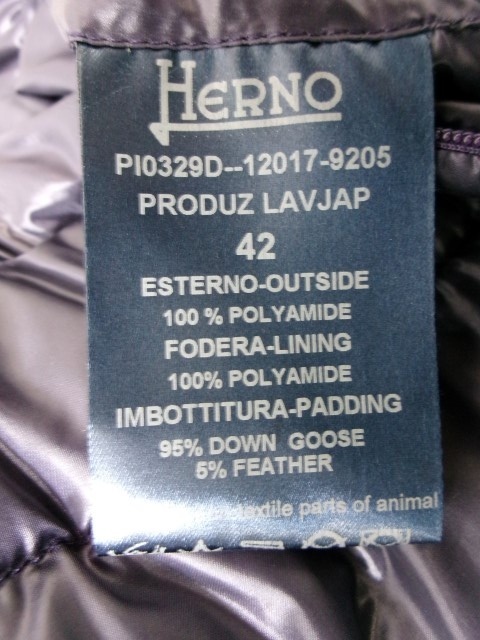 HERNO
PI0329D--12017-9205
PRODUZ LAVJAP
42
ESTERNO-OUTSIDE
100 % POLYAMIDE
FODERA-LINING
100% POLYAMIDE
IMBOTTITURA-PADDING
95% DOWN GOOSE
5% FEATHER
parts of animal